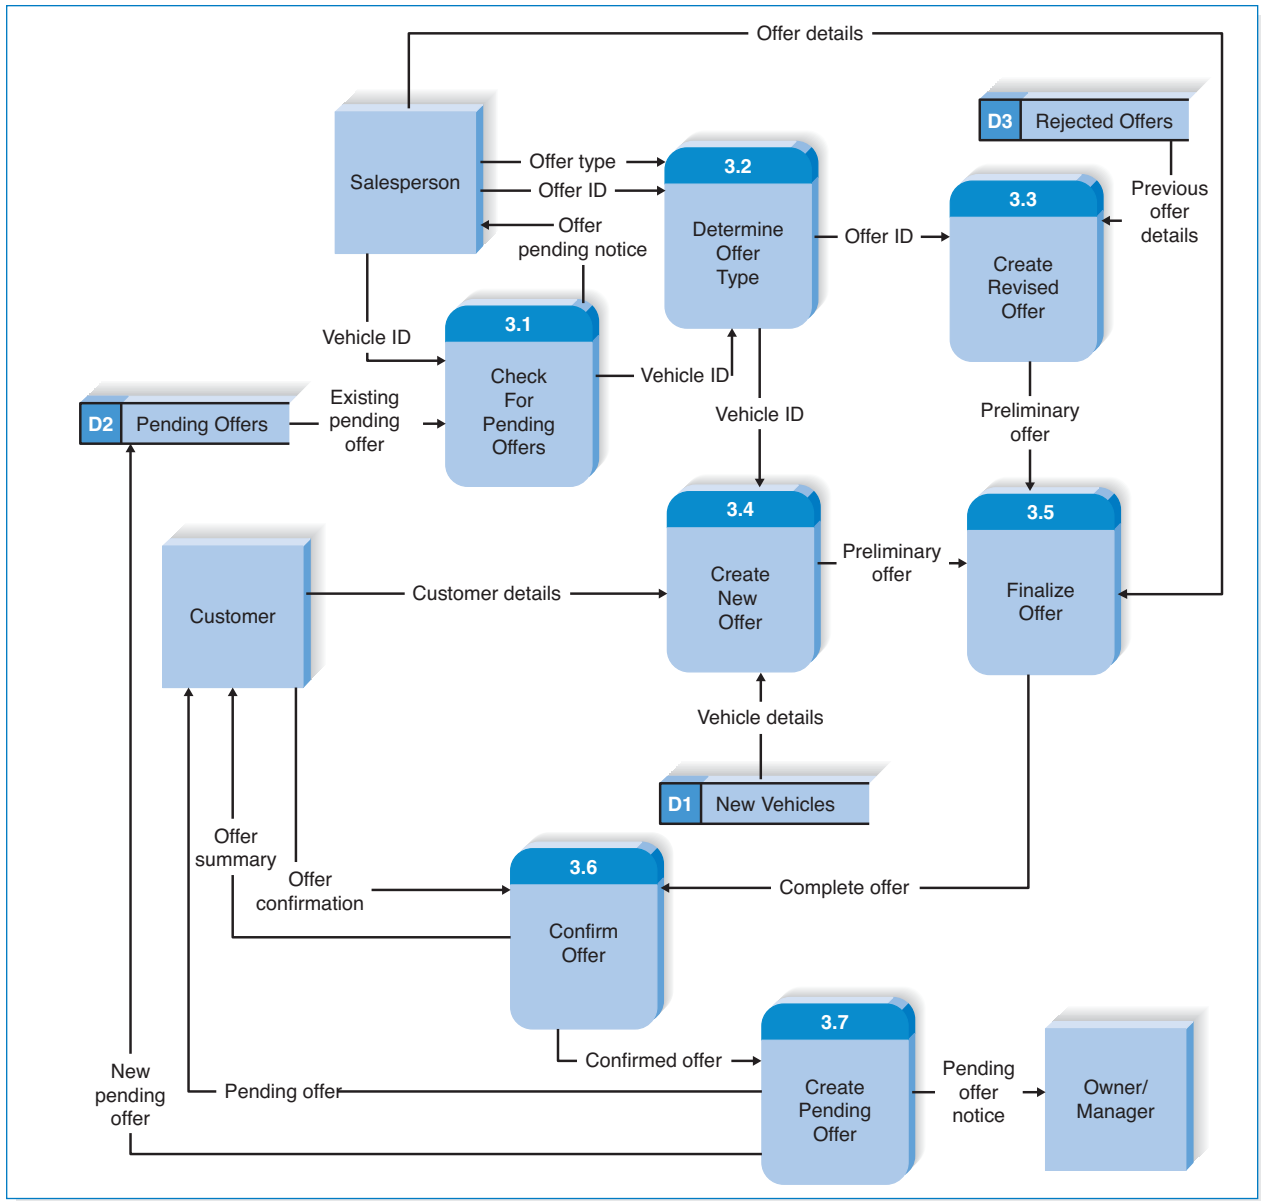 Offer details
D3 Rejected Offers
Salesperson
Offer type
Offer ID
3.2
Determine
Offer
Type
Offer ID
3.3
Create
Revised
Offer
Previous
offer
details
Offer
pending notice
Vehicle ID
3.1
Check
For
Pending
Offers
Vehicle ID
D2 Pending Offers
Existing
pending
offer
Vehicle ID
Preliminary
offer
Customer
Customer details
3.4
Create
New
Offer
Preliminary
offer
3.5
Finalize
Offer
Vehicle details
D1 New Vehicles
Offer
summary
Offer
confirmation
3.6
Confirm
Offer
Complete offer
Confirmed offer
3.7
Create
Pending
Offer
Pending
offer
notice
Owner/
Manager
New
pending
offer
Pending offer